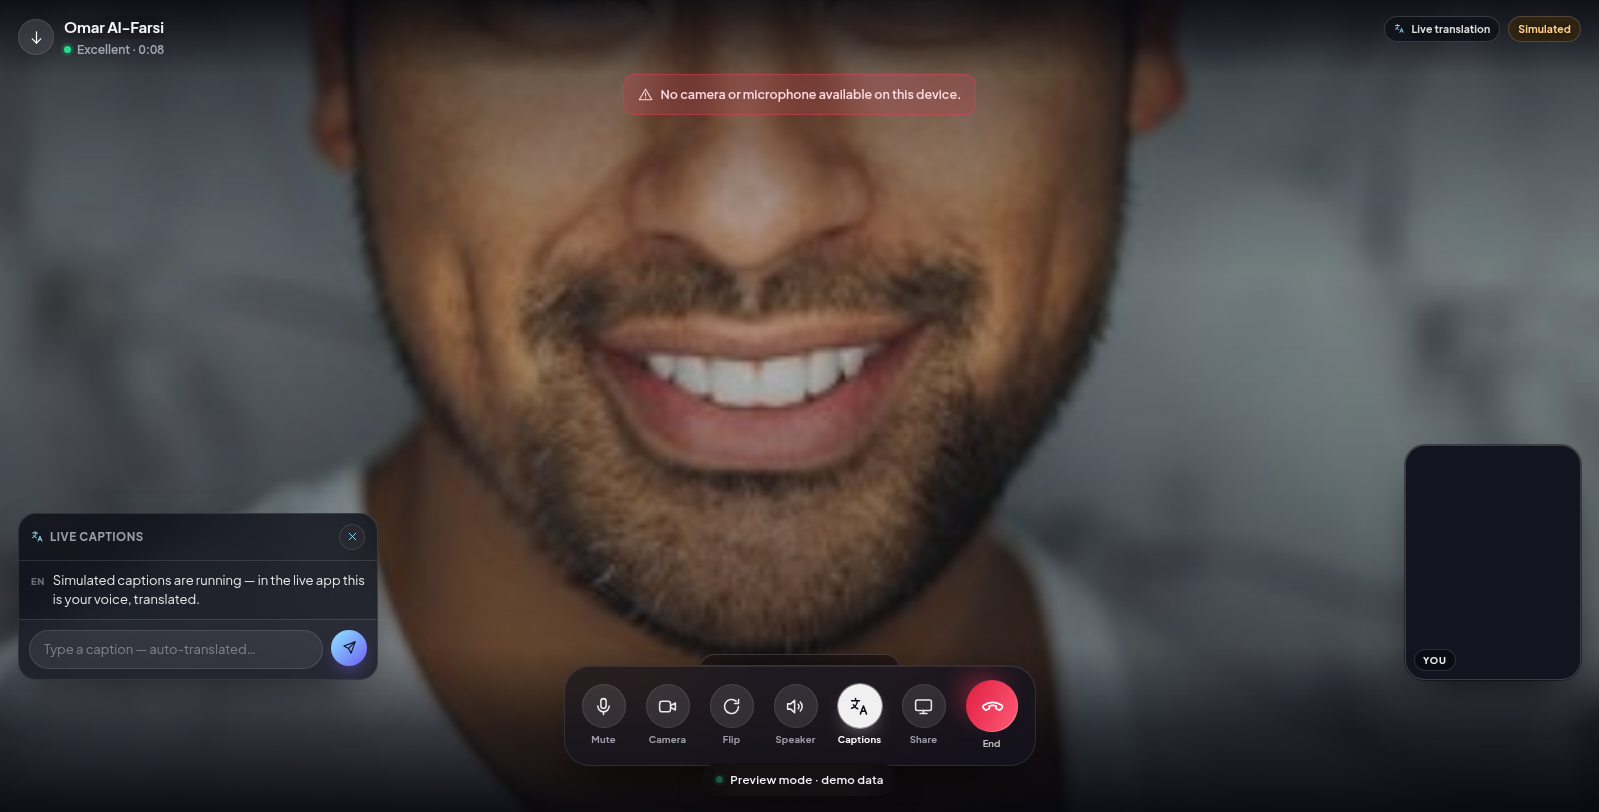 Omar Al-Farsi
Excellent · 0:08
Live translation
Simulated
No camera or microphone available on this device.
LIVE CAPTIONS
EN Simulated captions are running — in the live app this
is your voice, translated.
Type a caption — auto-translated…
YOU
Mute
Camera
Flip
Speaker
Captions
Share
End
Preview mode · demo data